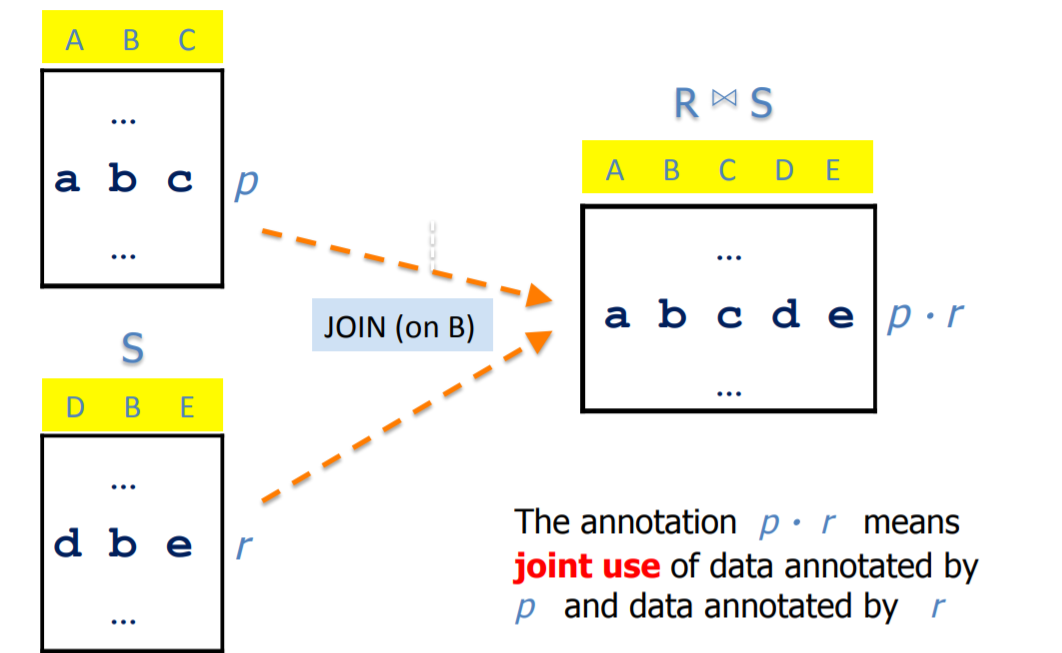 A B C
...
a b c p
...
S
D B E
...
d b e r
...
JOIN (on B)
R ⋈ S
A B C D E
...
a b c d e p · r
...
The annotation p · r means
joint use of data annotated by
p and data annotated by r